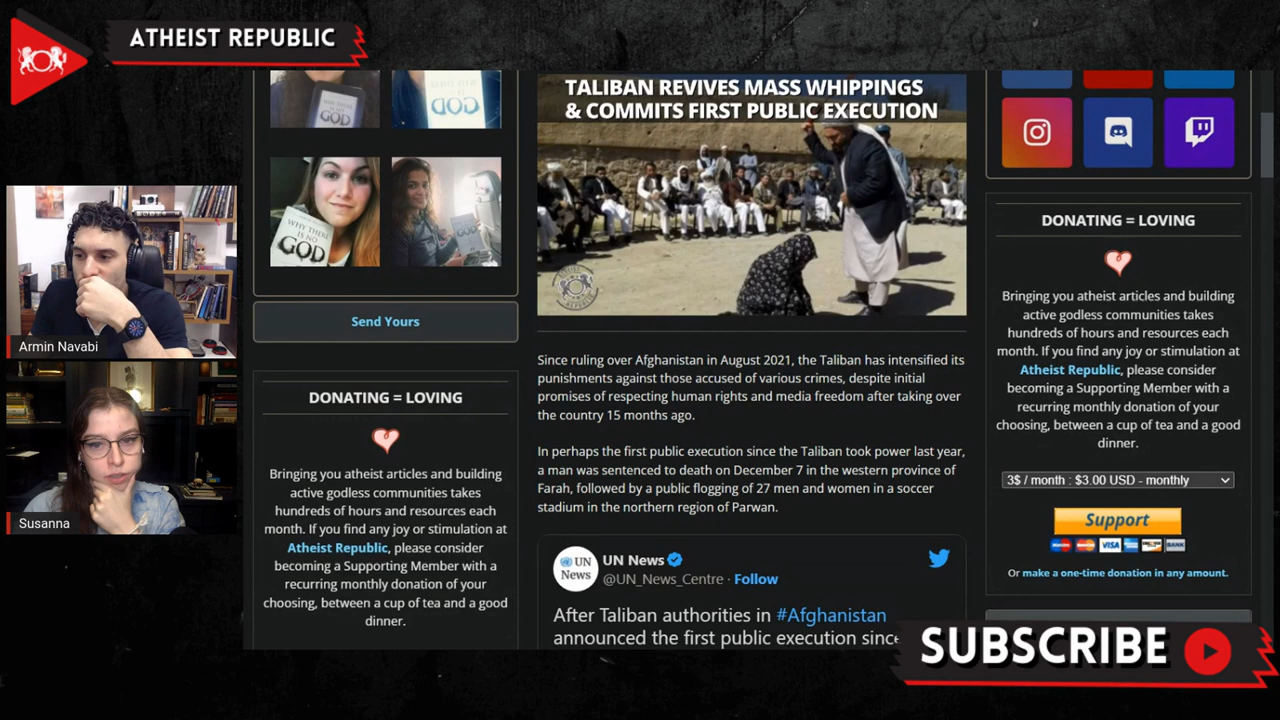 ATHEIST REPUBLIC
Armin Navabi
Susanna
WHY THERE
IS NO
GOD
Send Yours
DONATING = LOVING
Bringing you atheist articles and building
active godless communities takes
hundreds of hours and resources each
month. If you find any joy or stimulation at
Atheist Republic, please consider
becoming a Supporting Member with a
recurring monthly donation of your
choosing, between a cup of tea and a good
dinner.
TALIBAN REVIVES MASS WHIPPINGS
& COMMITS FIRST PUBLIC EXECUTION
Since ruling over Afghanistan in August 2021, the Taliban has intensified its
punishments against those accused of various crimes, despite initial
promises of respecting human rights and media freedom after taking over
the country 15 months ago.
In perhaps the first public execution since the Taliban took power last year,
a man was sentenced to death on December 7 in the western province of
Farah, followed by a public flogging of 27 men and women in a soccer
stadium in the northern region of Parwan.
UN
News
UN News
@UN_News_Centre · Follow
After Taliban authorities in #Afghanistan
announced the first public execution since
DONATING = LOVING
Bringing you atheist articles and building
active godless communities takes
hundreds of hours and resources each
month. If you find any joy or stimulation at
Atheist Republic, please consider
becoming a Supporting Member with a
recurring monthly donation of your
choosing, between a cup of tea and a good
dinner.
3$ / month : $3.00 USD - monthly
Support
VISA
BANK
Or make a one-time donation in any amount.
SUBSCRIBE